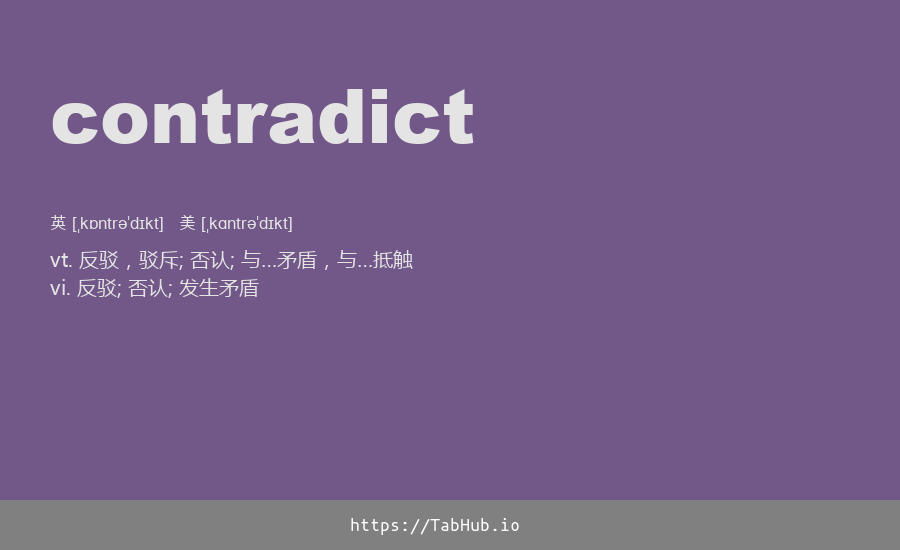 contradict
英 [ˌkɒntrəˈdɪkt] 美 [ˌkɑntrəˈdɪkt]
vt. 反驳，驳斥; 否认; 与...矛盾，与...抵触
vi. 反驳; 否认; 发生矛盾
https://TabHub.io